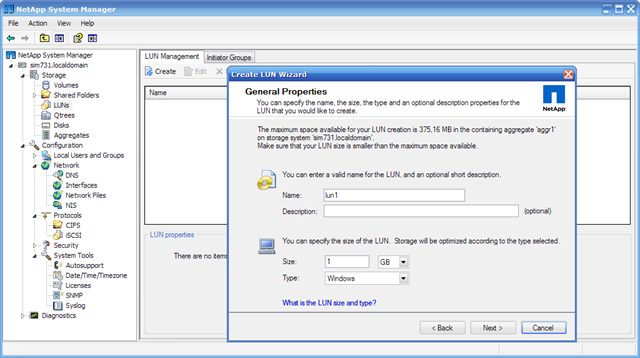 NetApp System Manager
File Action View Help
NetApp System Manager
sim731.localdomain
Storage
Volumes
Shared Folders
LUNs
Qtrees
Disks
Aggregates
Configuration
Local Users and Groups
Network
DNS
Interfaces
Network Files
NIS
Protocols
CIFS
iSCSI
Security
System Tools
Autosupport
Date/Time/Timezone
Licenses
SNMP
Syslog
Diagnostics
LUN Management Initiator Groups
Create Edit
Name
LUN properties
There are no items
Create LUN Wizard
General Properties
You can specify the name, the size, the type and an optional description properties for the
LUN that you would like to create.
NetApp
The maximum space available for your LUN creation is 375,16 MB in the containing aggregate 'aggr1'
on storage system 'sim731.localdomain'.
Make sure that your LUN size is smaller than the maximum space available.
You can enter a valid name for the LUN, and an optional short description.
Name: lun1
Description: (optional)
You can specify the size of the LUN. Storage will be optimized according to the type selected.
Size: 1 GB
Type: Windows
What is the LUN size and type?
< Back Next > Cancel